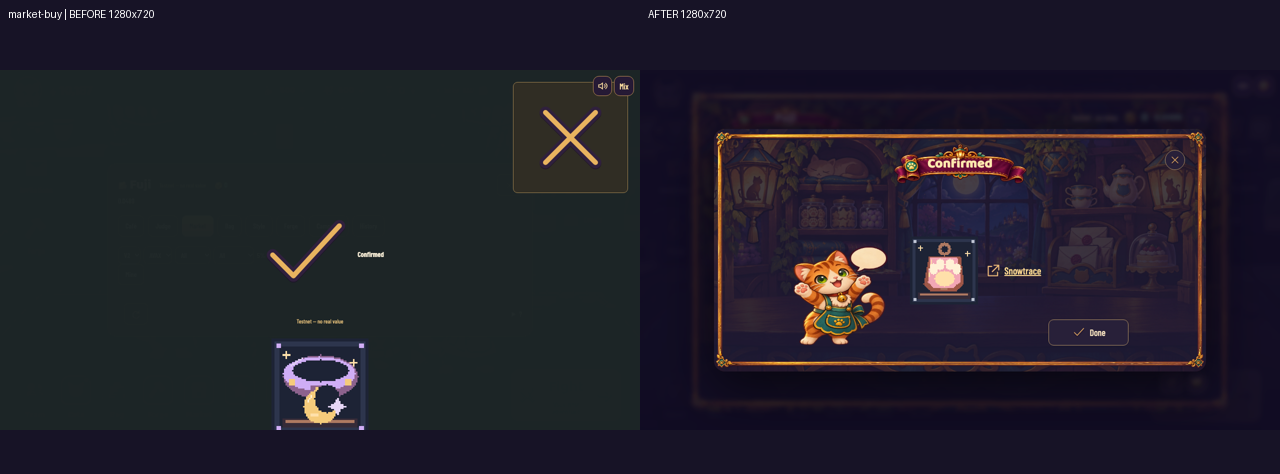 market-buy | BEFORE 1280x720
AFTER 1280x720
Mix
Confirmed
Testnet — no real value
Confirmed
Snowtrace
Done